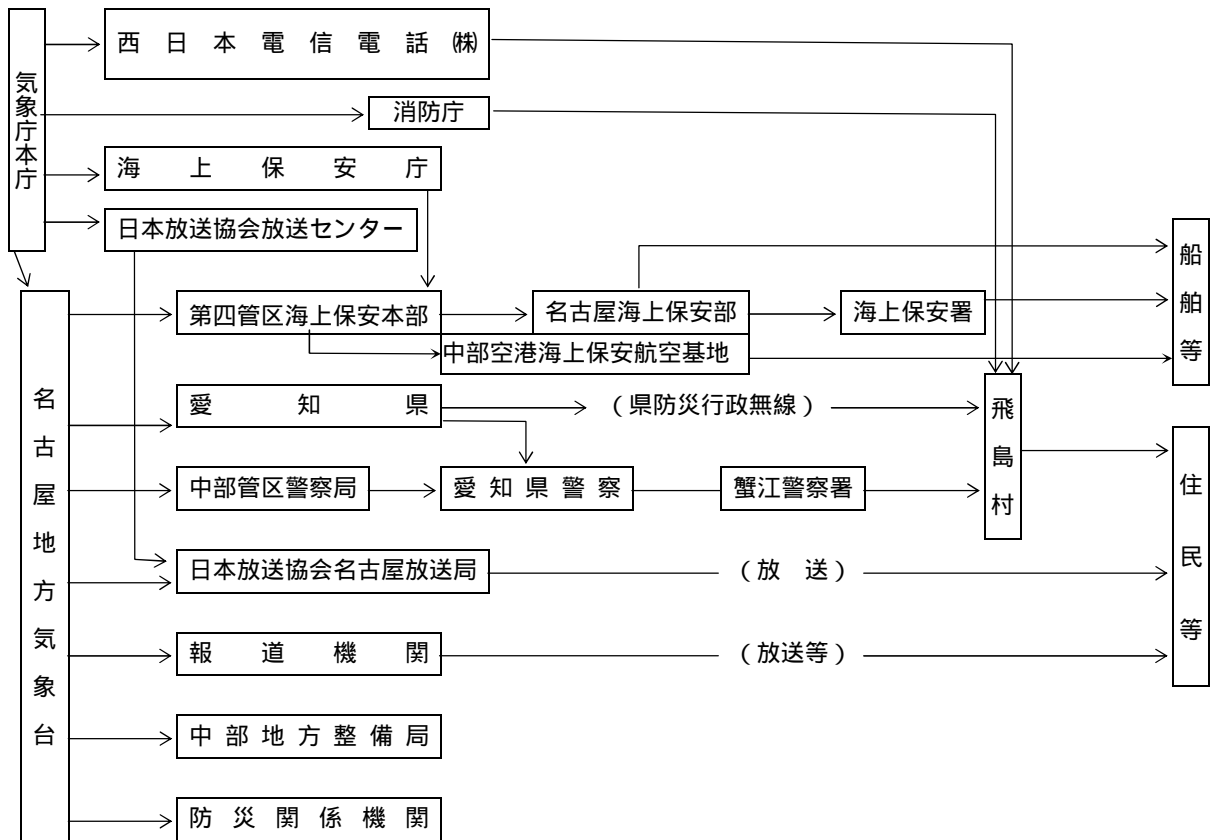 西日本電信電話㈱
気象庁本庁
消防庁
海上保安庁
日本放送協会放送センター
船舶等
名古屋地方気象台
第四管区海上保安本部
名古屋海上保安部
海上保安署
中部空港海上保安航空基地
愛知県
（県防災行政無線）
飛島村
中部管区警察局
愛知県警察
蟹江警察署
住民等
日本放送協会名古屋放送局
（放　送）
報道機関
（放送等）
中部地方整備局
防災関係機関